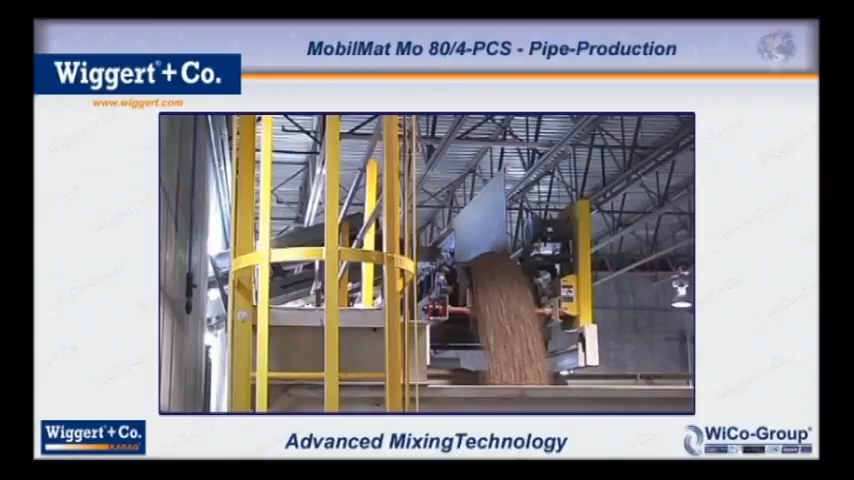 MobilMat Mo 80/4-PCS - Pipe-Production
Wiggert®+Co.
www.wiggert.com
Wiggert®+Co.
Advanced MixingTechnology
WiCo-Group®